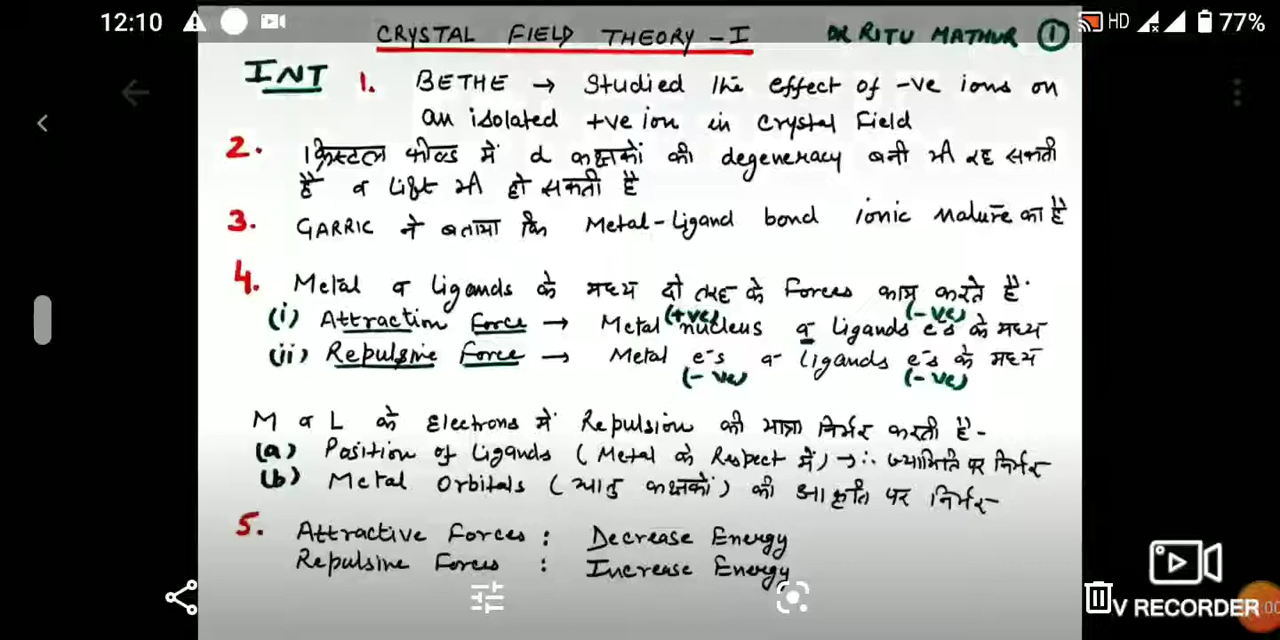 12:10 HD 77%
CRYSTAL FIELD THEORY - I DR RITU MATHUR 1
INT 1. BETHE → Studied the effect of -ve ions on
an isolated +ve ion in Crystal Field
2. क्रिस्टल फील्ड में d कक्षकों की degeneracy बनी भी रह सकती
है व Lift भी हो सकती है
3. GARRIC ने बताया कि Metal-Ligand bond ionic nature का है
4. Metal व ligands के मध्य दो तरह के Forces काम करते है.
(i) Attraction Force → Metal (+ve) nucleus व ligands e⁻s (-ve) के मध्य
(ii) Repulsive Force → Metal e⁻s व ligands e⁻s के मध्य
(-ve) (-ve)
M व L के Electrons में Repulsion की मात्रा निर्भर करती है -
(a) Position of Ligands (Metal के Respect में) → ∴ ज्यामिति पर निर्भर
(b) Metal Orbitals (धातु कक्षकों) की आकृति पर निर्भर
5. Attractive Forces : Decrease Energy
Repulsive Forces : Increase Energy
V RECORDER